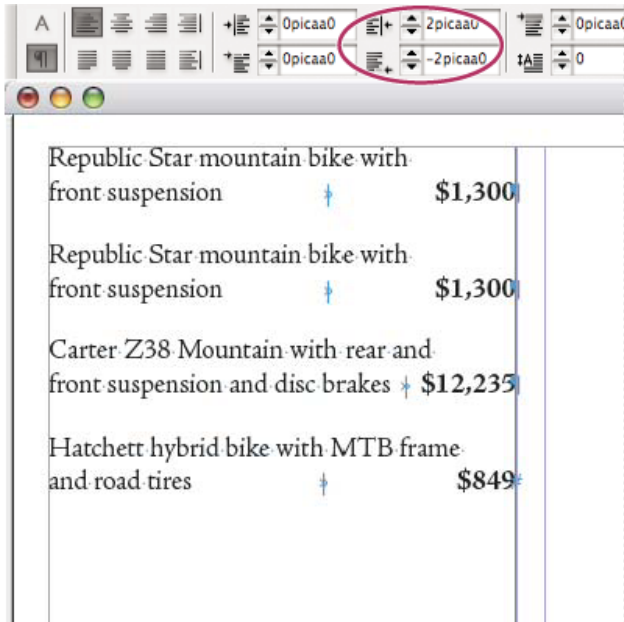 A 0picaa0 2picaa0 0picaa0
¶ 0picaa0 -2picaa0 0
Republic Star mountain bike with
front suspension $1,300
Republic Star mountain bike with
front suspension $1,300
Carter Z38 Mountain with rear and
front suspension and disc brakes $12,235
Hatchett hybrid bike with MTB frame
and road tires $849